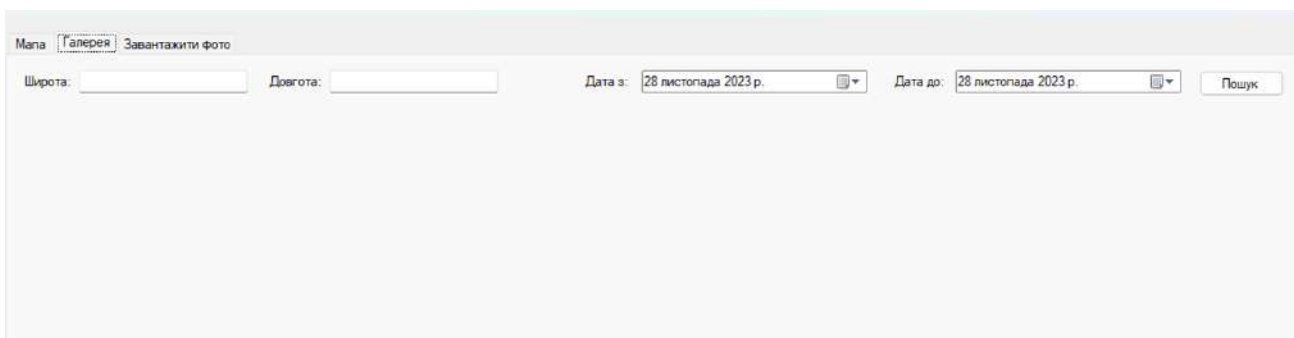 Мапа Галерея Завантажити фото
Широта: Довгота: Дата з: 28 листопада 2023 р. Дата до: 28 листопада 2023 р. Пошук